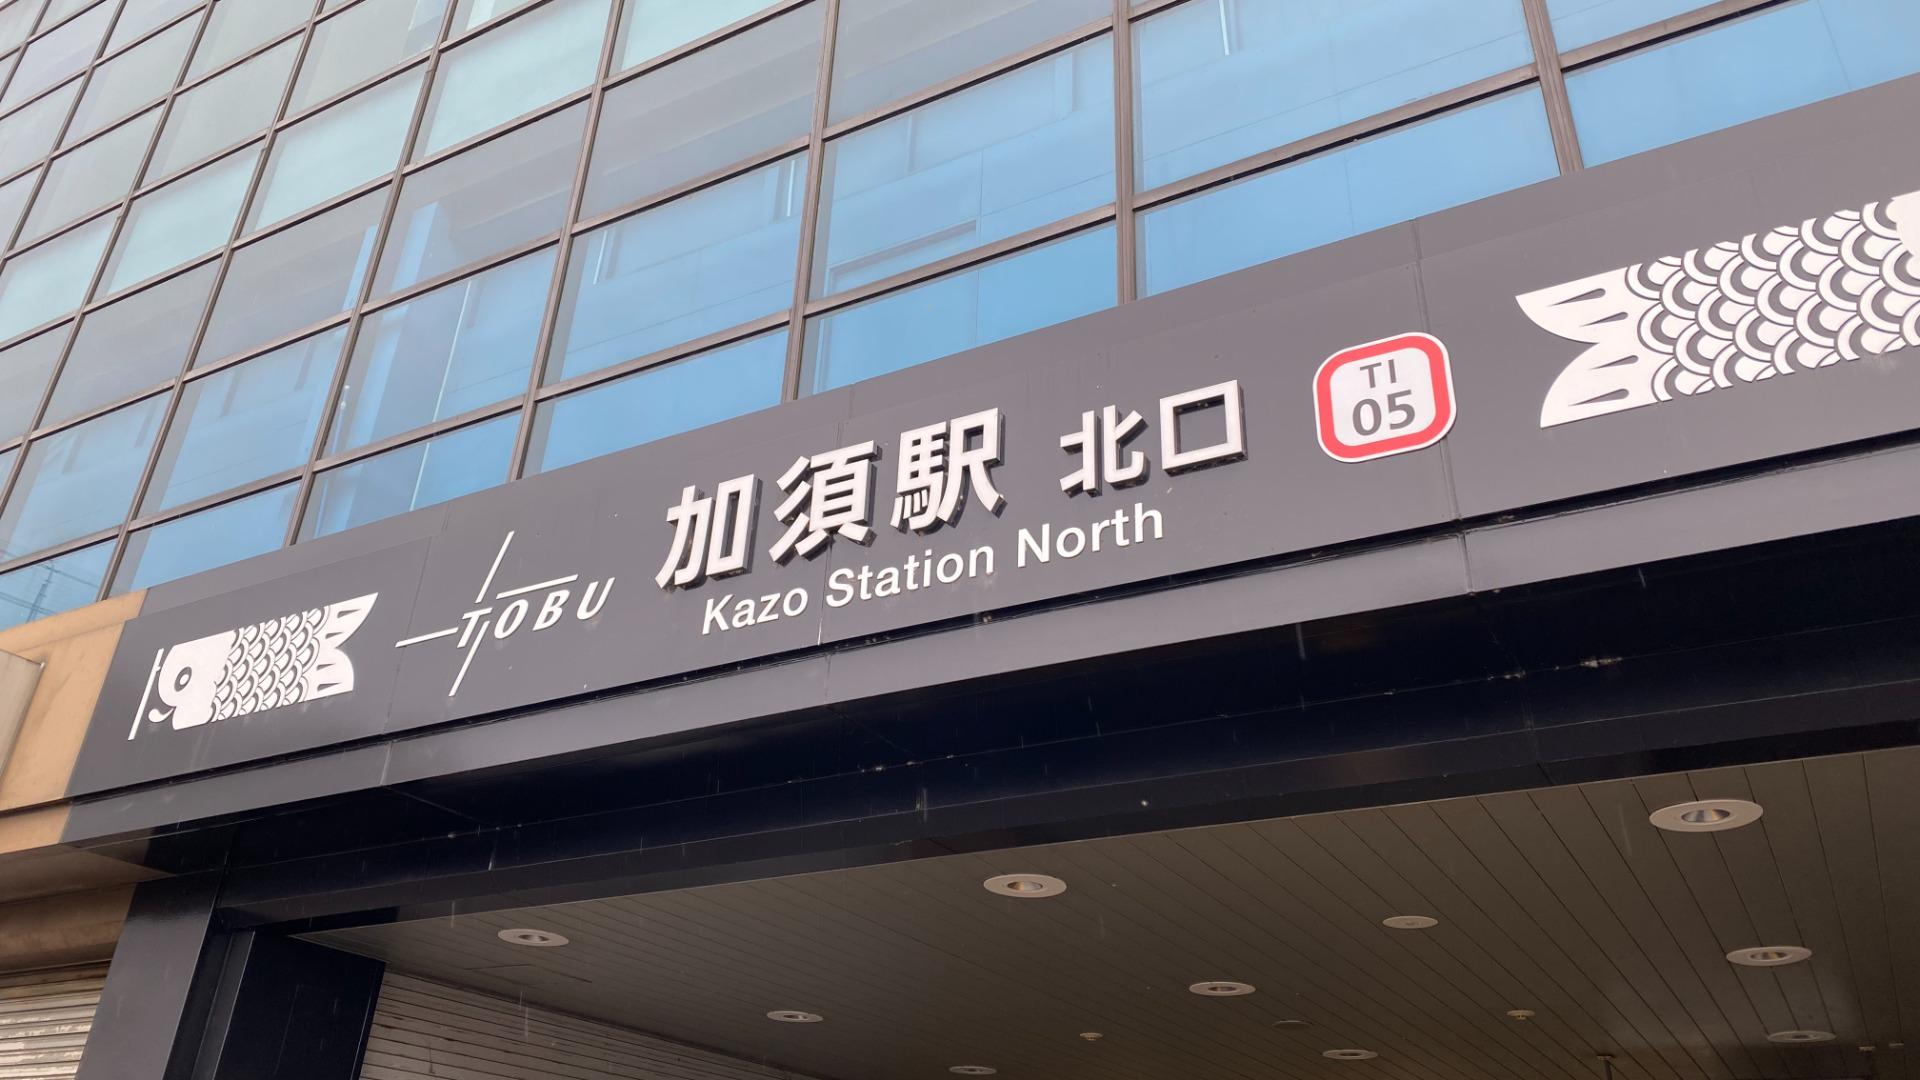 TOBU
加須駅 北口
Kazo Station North
TI
05